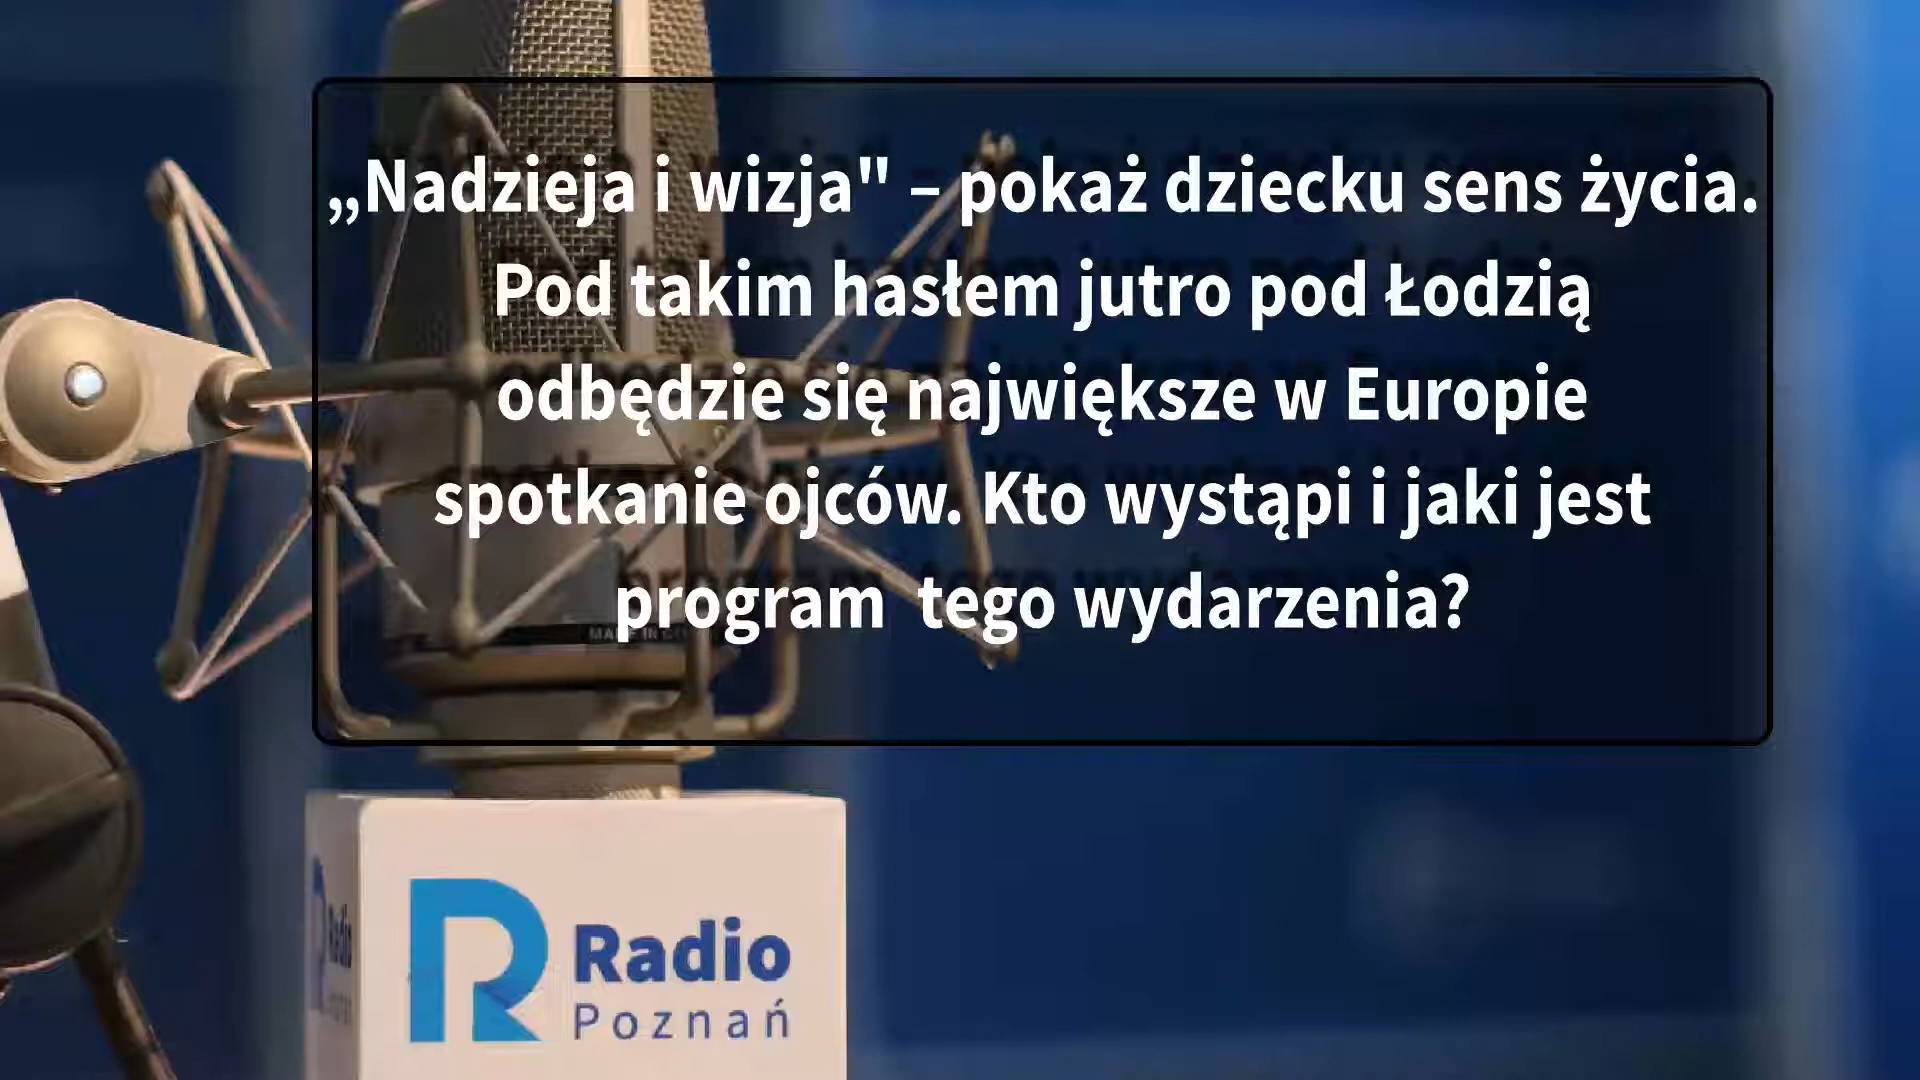 „Nadzieja i wizja" – pokaż dziecku sens życia.
Pod takim hasłem jutro pod Łodzią
odbędzie się największe w Europie
spotkanie ojców. Kto wystąpi i jaki jest
program  tego wydarzenia?
Radio
Poznań